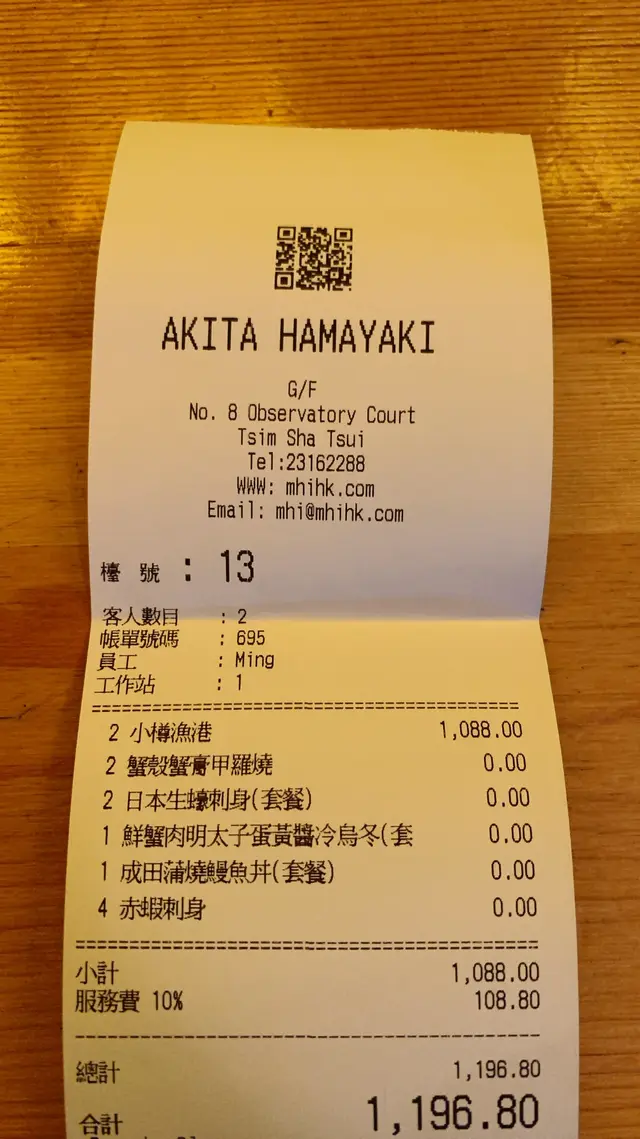 AKITA HAMAYAKI
G/F
No. 8 Observatory Court
Tsim Sha Tsui
Tel:23162288
WWW: mhihk.com
Email: mhi@mhihk.com
檯 號 : 13
客人數目 : 2
帳單號碼 : 695
員工 : Ming
工作站 : 1
2 小樽漁港 1,088.00
2 蟹殼蟹膏甲羅燒 0.00
2 日本生蠔刺身(套餐) 0.00
1 鮮蟹肉明太子蛋黃醬冷烏冬(套 0.00
1 成田蒲燒鰻魚丼(套餐) 0.00
4 赤蝦刺身 0.00
小計 1,088.00
服務費 10% 108.80
總計 1,196.80
合計 1,196.80